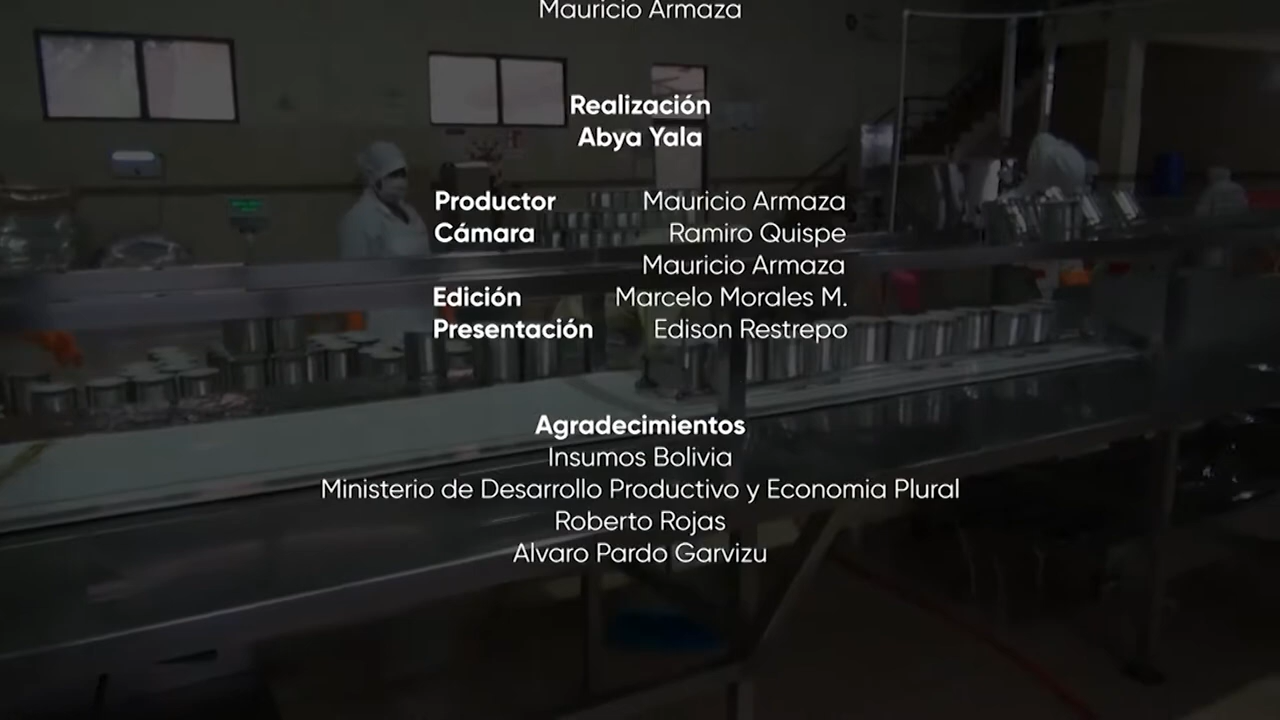 Mauricio Armaza
Realización
Abya Yala
Productor Mauricio Armaza
Cámara Ramiro Quispe
Mauricio Armaza
Edición Marcelo Morales M.
Presentación Edison Restrepo
Agradecimientos
Insumos Bolivia
Ministerio de Desarrollo Productivo y Economia Plural
Roberto Rojas
Alvaro Pardo Garvizu